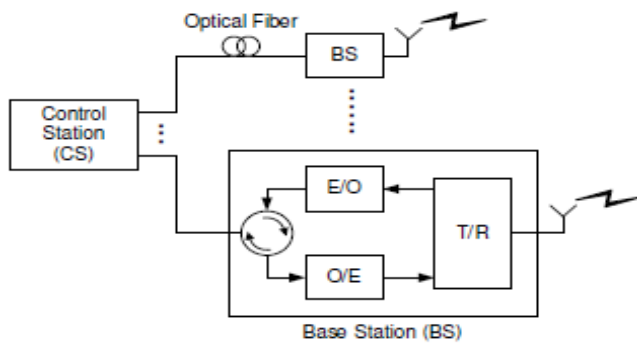 Optical Fiber
BS
Control
Station
(CS)
E/O
T/R
O/E
Base Station (BS)